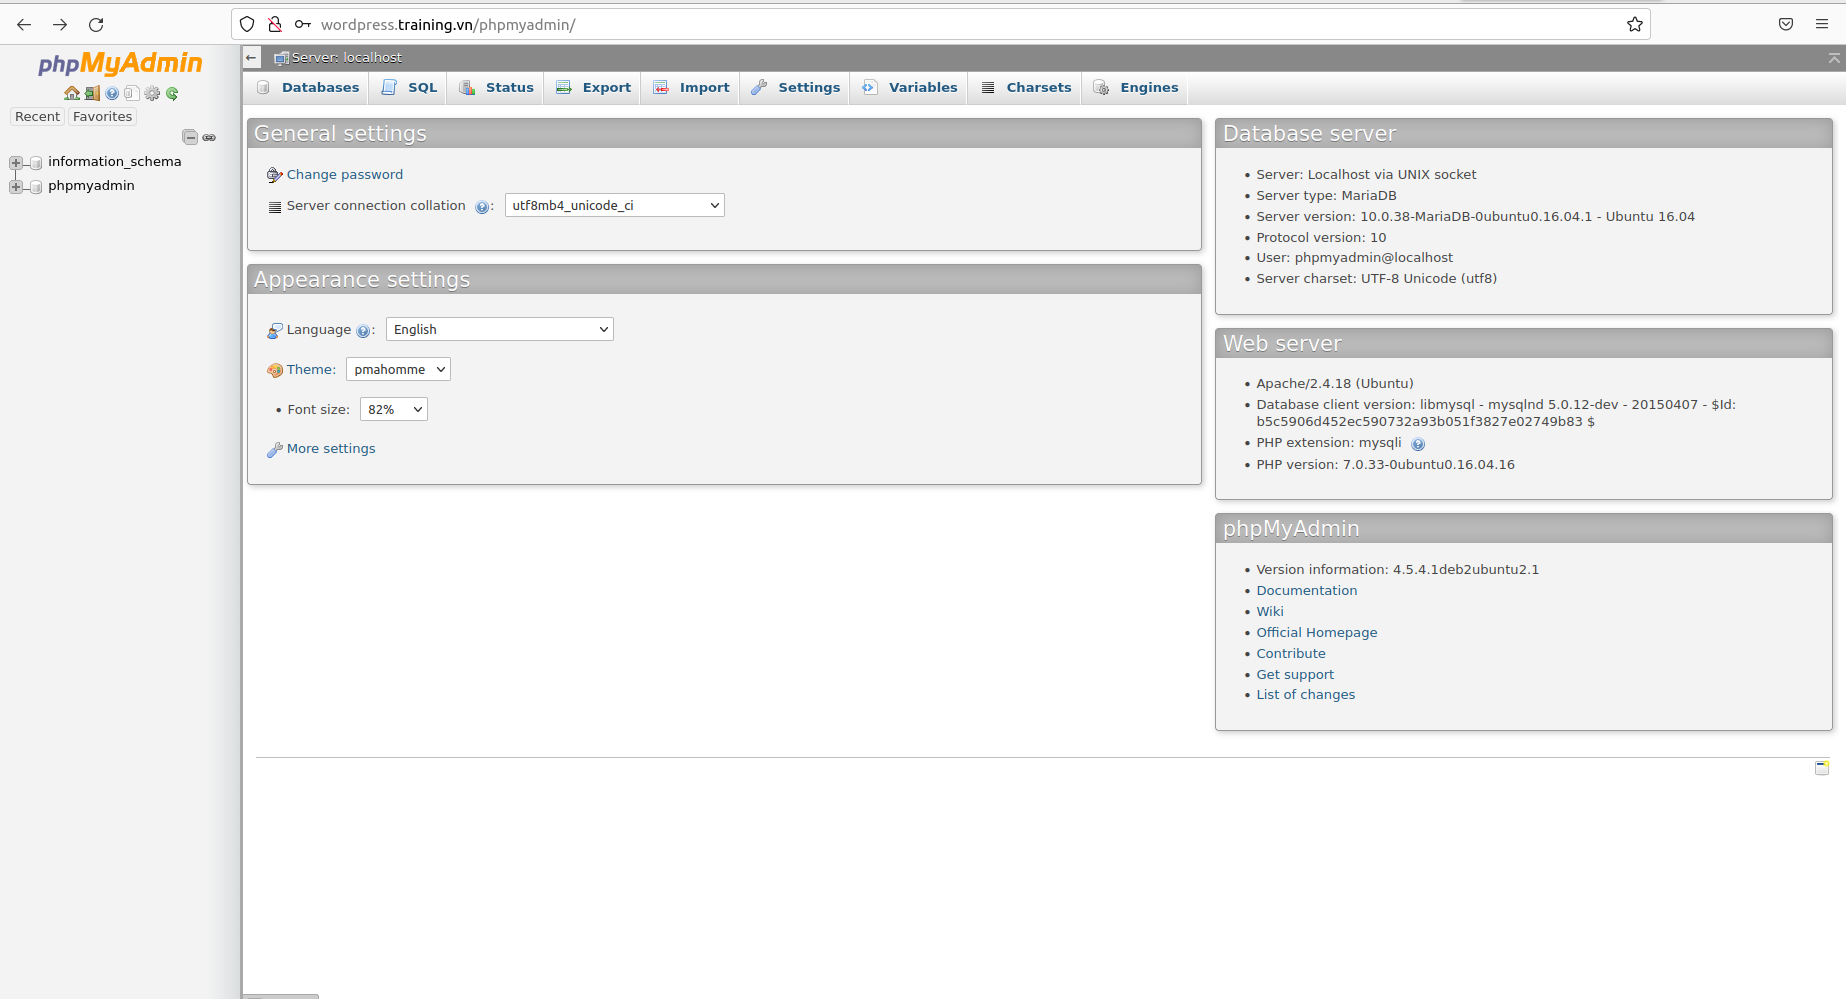 wordpress.training.vn/phpmyadmin/
phpMyAdmin
Recent
Favorites
information_schema
phpmyadmin
Server: localhost
Databases
SQL
Status
Export
Import
Settings
Variables
Charsets
Engines
General settings
Change password
Server connection collation
:
utf8mb4_unicode_ci
Appearance settings
Language
:
English
Theme:
pmahomme
• Font size:
82%
More settings
Database server
• Server: Localhost via UNIX socket
• Server type: MariaDB
• Server version: 10.0.38-MariaDB-0ubuntu0.16.04.1 - Ubuntu 16.04
• Protocol version: 10
• User: phpmyadmin@localhost
• Server charset: UTF-8 Unicode (utf8)
Web server
• Apache/2.4.18 (Ubuntu)
• Database client version: libmysql - mysqlnd 5.0.12-dev - 20150407 - $Id:
b5c5906d452ec590732a93b051f3827e02749b83 $
• PHP extension: mysqli
• PHP version: 7.0.33-0ubuntu0.16.04.16
phpMyAdmin
• Version information: 4.5.4.1deb2ubuntu2.1
• Documentation
• Wiki
• Official Homepage
• Contribute
• Get support
• List of changes